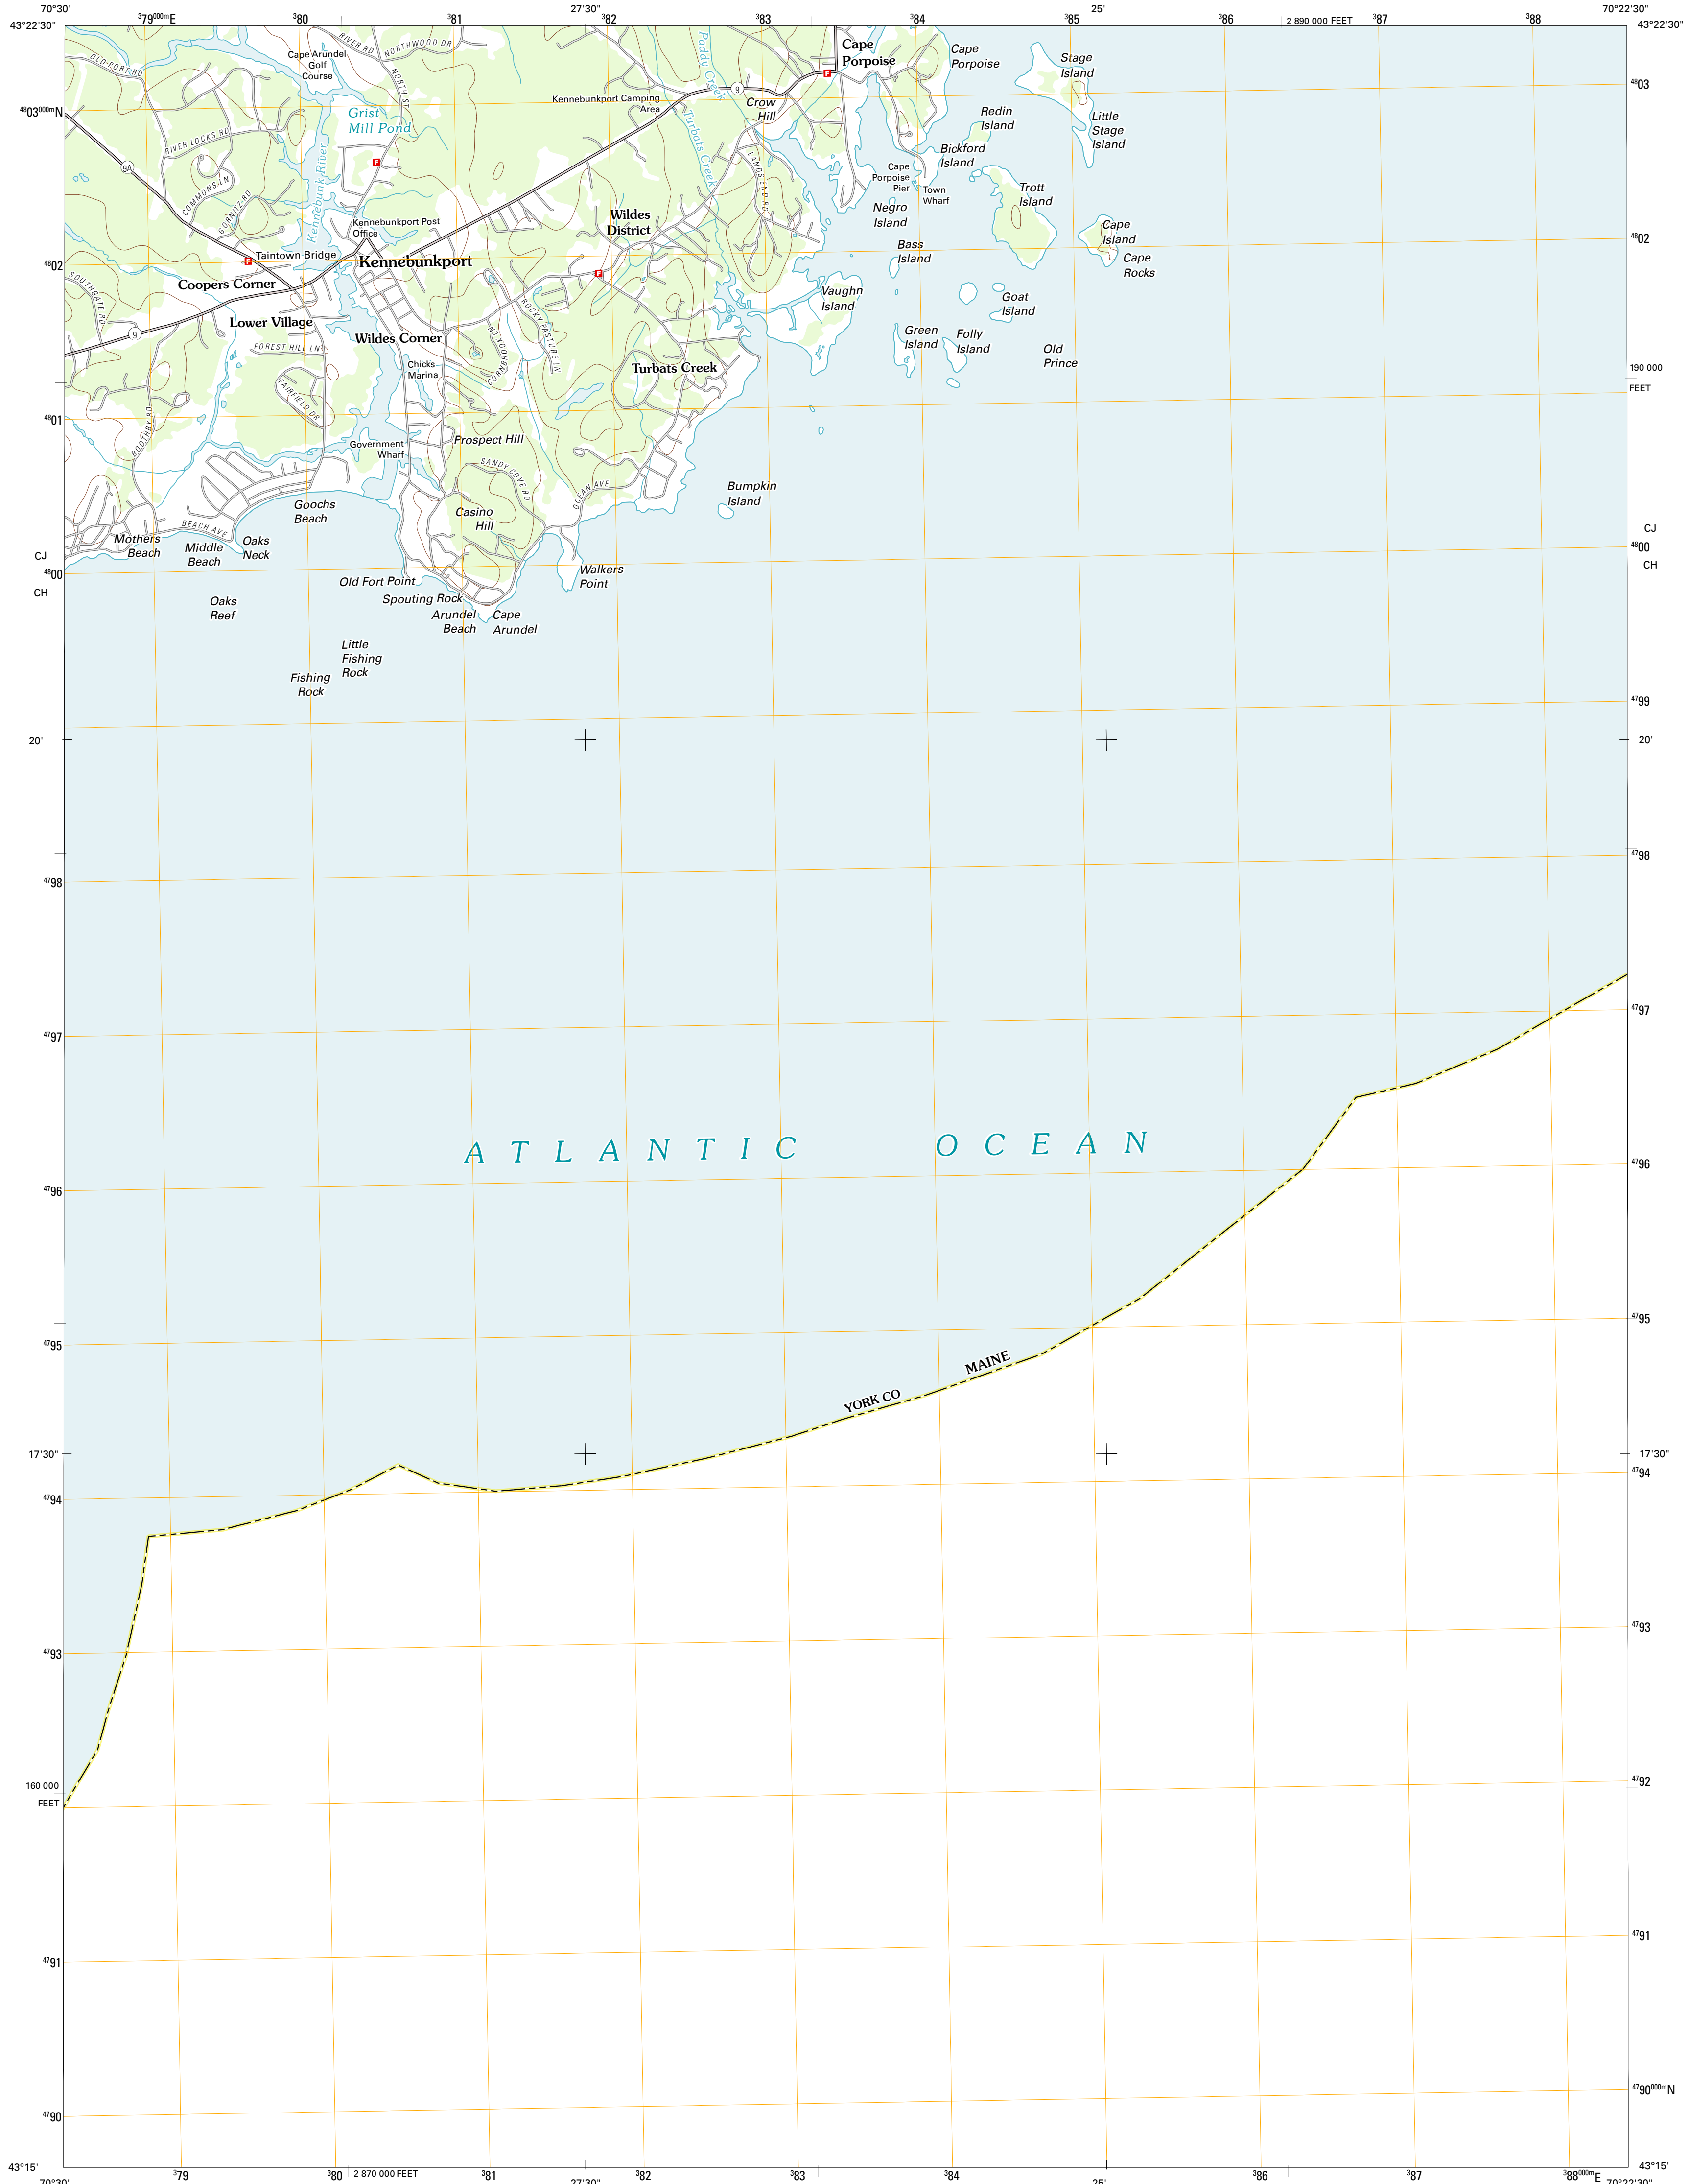 70°30'
³79⁰⁰⁰ᵐE
³80
³81
27'30"
³82
³83
³84
³85
25'
³86
2 890 000 FEET
³87
³88
70°22'30"
43°22'30"
43°22'30"
OLD PORT RD
Cape Arundel
Golf
Course
RIVER RD
NORTHWOOD DR
NORTH ST
Paddy Creek
Cape
Porpoise
F
Cape
Porpoise
Stage
Island
⁴⁸03
⁴⁸03⁰⁰⁰ᵐN
Grist
Mill Pond
Kennebunkport Camping
Area
9
Crow
Hill
Redin
Island
Little
Stage
Island
RIVER LOCKS RD
9A
F
Turbats Creek
LANDS END RD
Bickford
Island
Cape
Porpoise
Pier
Town
Wharf
Trott
Island
COMMONS LN
GORNITZ RD
Kennebunk River
Kennebunkport Post
Office
Wildes
District
Negro
Island
Cape
Island
⁴⁸02
⁴⁸02
F
Taintown Bridge
Kennebunkport
F
Bass
Island
Cape
Rocks
SOUTHGATE RD
Coopers Corner
Vaughn
Island
Goat
Island
9
Lower Village
Wildes Corner
CORNBROOK LN
ROCKY PASTURE LN
Green
Island
Folly
Island
Old
Prince
FOREST HILL LN
Chicks
Marina
Turbats Creek
190 000
FEET
FAIRFIELD DR
⁴⁸01
⁴⁸01
BOOTHBY RD
Government
Wharf
Prospect Hill
SANDY COVE RD
OCEAN AVE
Bumpkin
Island
Goochs
Beach
Casino
Hill
BEACH AVE
Mothers
Beach
Middle
Beach
Oaks
Neck
CJ
⁴⁸00
CH
CJ
⁴⁸00
CH
Old Fort Point
Walkers
Point
Oaks
Reef
Spouting Rock
Arundel
Beach
Cape
Arundel
Little
Fishing
Rock
Fishing
Rock
⁴⁷99
20'
20'
⁴⁷98
⁴⁷98
⁴⁷97
⁴⁷97
ATLANTIC OCEAN
⁴⁷96
⁴⁷96
⁴⁷95
⁴⁷95
MAINE
YORK CO
17'30"
17'30"
⁴⁷94
⁴⁷94
⁴⁷93
⁴⁷93
160 000
FEET
⁴⁷92
⁴⁷91
⁴⁷91
⁴⁷90
⁴⁷90⁰⁰⁰ᵐN
43°15'
43°15'
70°30'
³79
³80
2 870 000 FEET
³81
27'30"
³82
³83
³84
25'
³86
³87
³88⁰⁰⁰ᵐE
70°22'30"